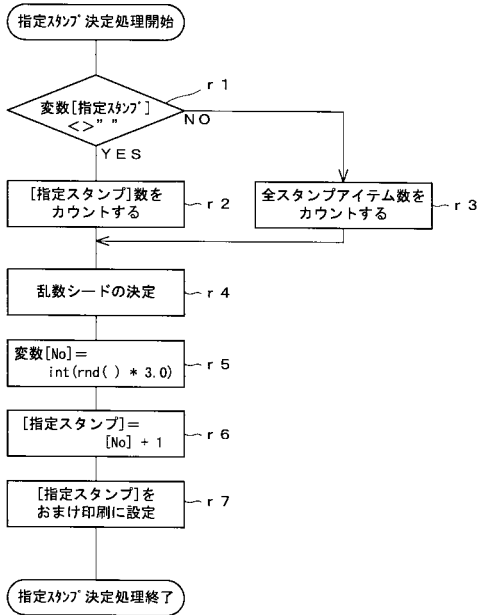 指定ｽﾀﾝﾌﾟ決定処理開始
r 1
変数[指定ｽﾀﾝﾌﾟ]
＜＞””
NO
YES
[指定スタンプ]数を
カウントする
r 2
全スタンプアイテム数を
カウントする
r 3
乱数シードの決定
r 4
変数[No]＝
int(rnd( ) * 3.0)
r 5
[指定スタンプ]＝
[No] + 1
r 6
[指定スタンプ]を
おまけ印刷に設定
r 7
指定ｽﾀﾝﾌﾟ決定処理終了